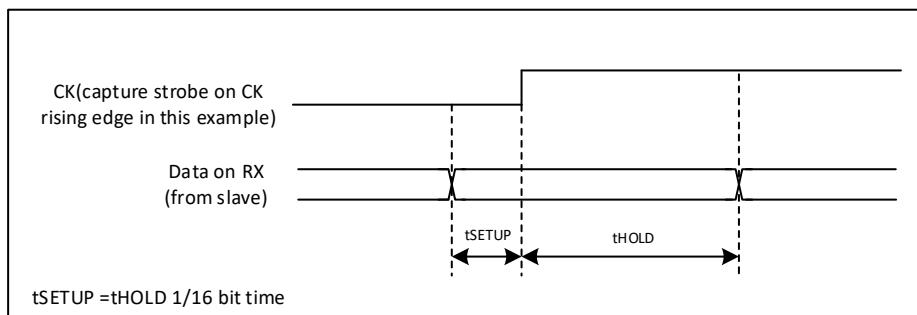 CK(capture strobe on CK
rising edge in this example)
Data on RX
(from slave)
tSETUP
tHOLD
tSETUP =tHOLD 1/16 bit time